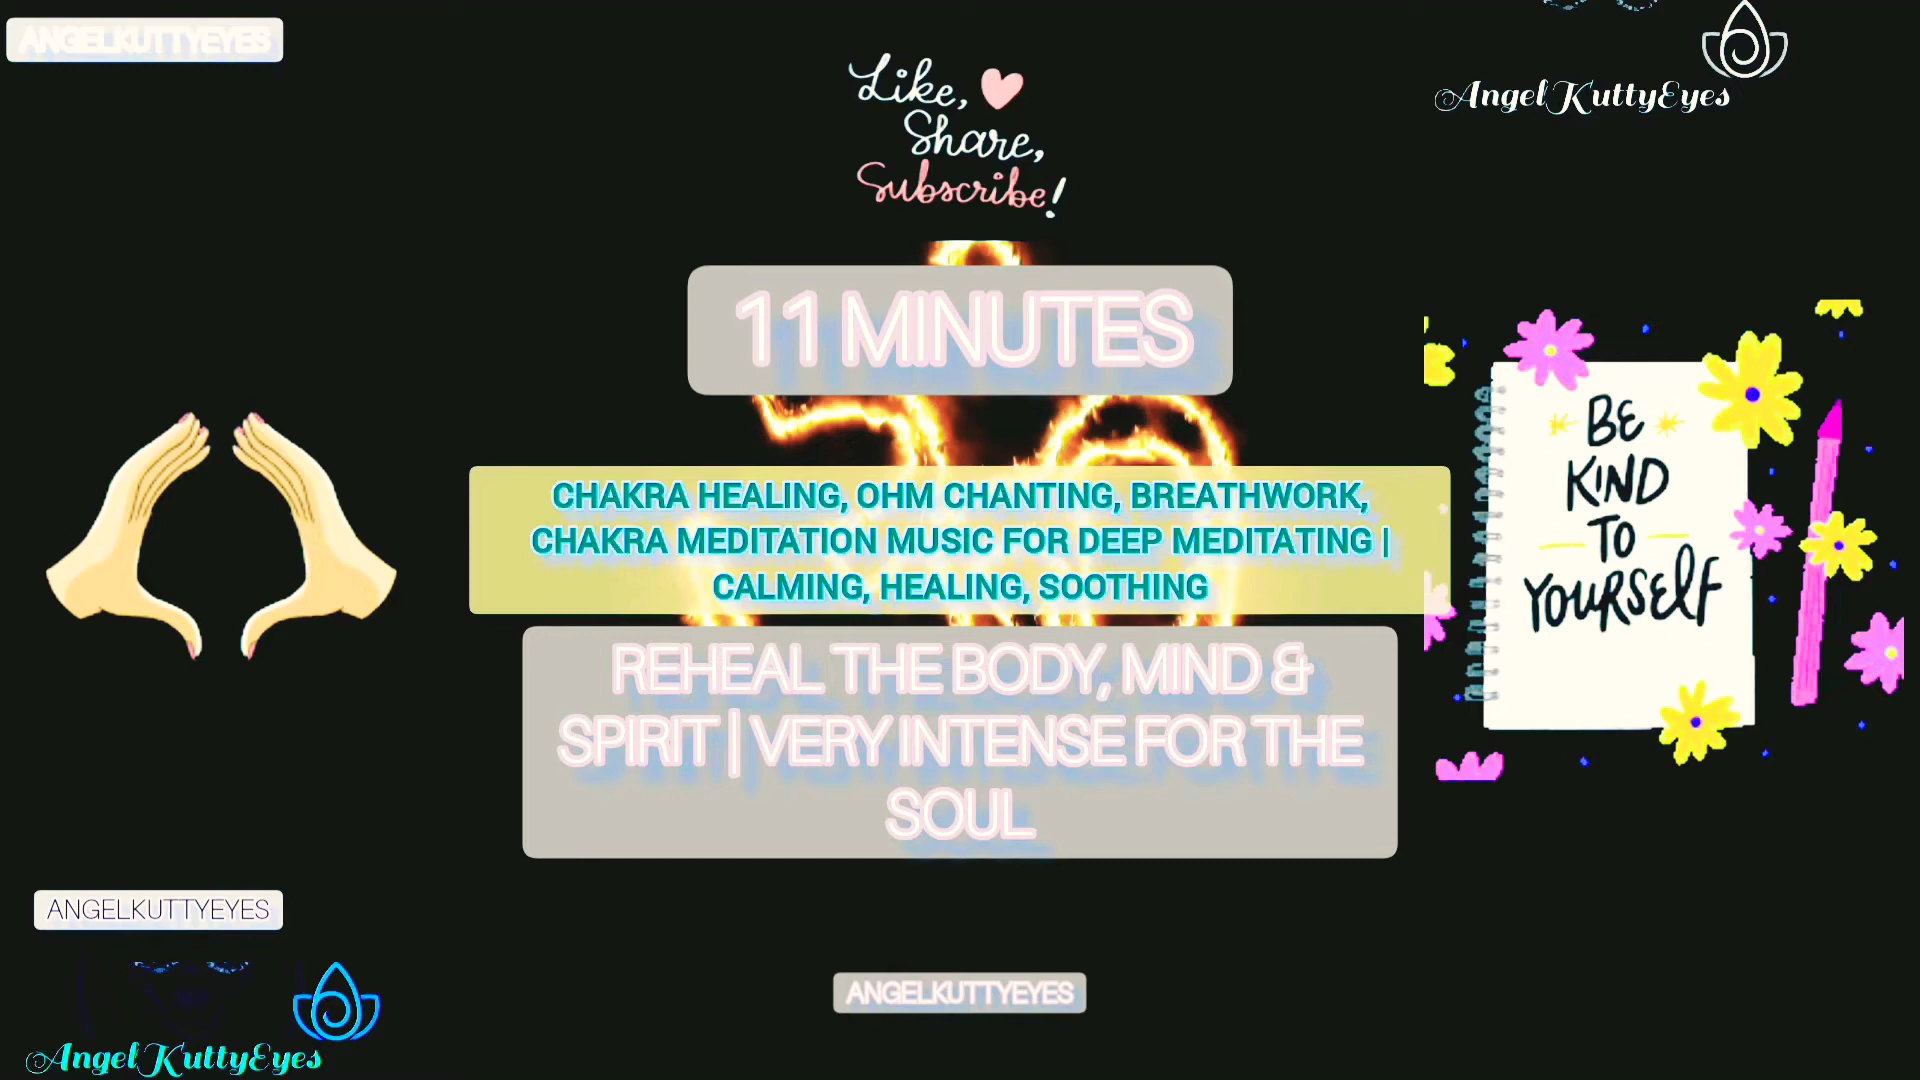 ANGELKUTTYEYES
AngelKuttyEyes
Like,
Share,
Subscribe!
11 MINUTES
CHAKRA HEALING, OHM CHANTING, BREATHWORK,
CHAKRA MEDITATION MUSIC FOR DEEP MEDITATING |
CALMING, HEALING, SOOTHING
REHEAL THE BODY, MIND &
SPIRIT | VERY INTENSE FOR THE
SOUL
BE
KIND
TO
YOURSELF
ANGELKUTTYEYES
AngelKuttyEyes
ANGELKUTTYEYES